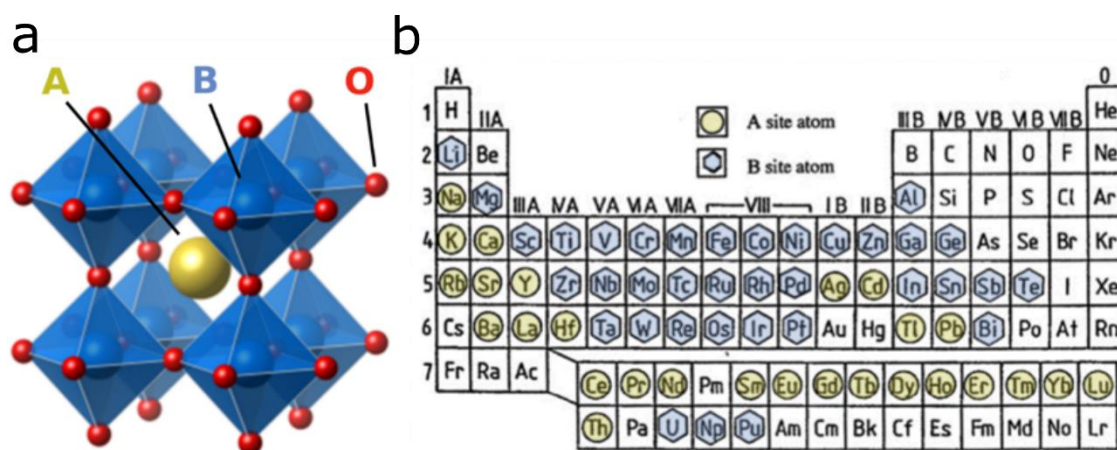 a
A B O
b
IA O
1 H IIA IIIB IVB VB VIB VIIB He
A site atom
2 Li Be B C N O F Ne
B site atom
3 Na Mg IIIA IVA VA VIA VIIA VIII IB IIB Al Si P S Cl Ar
4 K Ca Sc Ti V Cr Mn Fe Co Ni Cu Zn Ga Ge As Se Br Kr
5 Rb Sr Y Zr Nb Mo Tc Ru Rh Pd Ag Cd In Sn Sb Te I Xe
6 Cs Ba La Hf Ta W Re Os Ir Pt Au Hg Tl Pb Bi Po At Rn
7 Fr Ra Ac
Ce Pr Nd Pm Sm Eu Gd Tb Dy Ho Er Tm Yb Lu
Th Pa U Np Pu Am Cm Bk Cf Es Fm Md No Lr